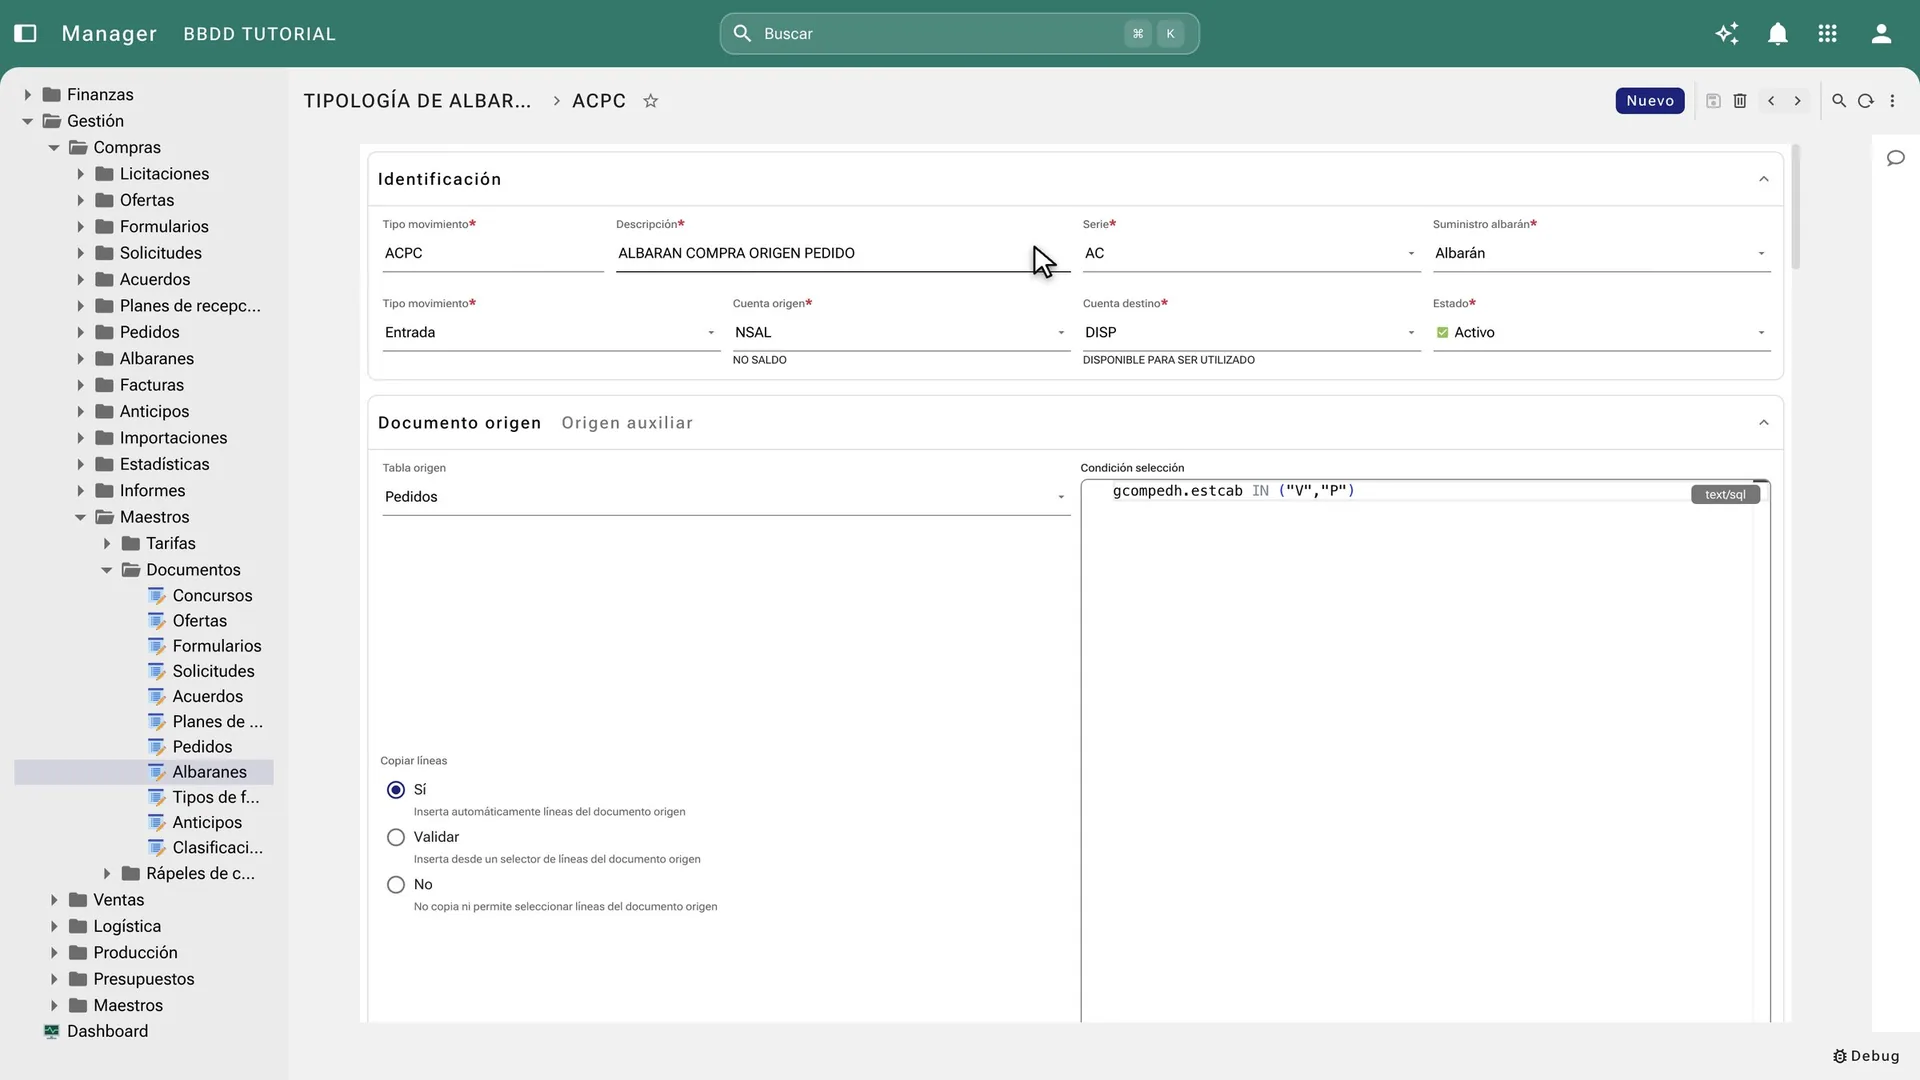 Manager BBDD TUTORIAL
Buscar
⌘ K
Finanzas
Gestión
Compras
Licitaciones
Ofertas
Formularios
Solicitudes
Acuerdos
Planes de recepc...
Pedidos
Albaranes
Facturas
Anticipos
Importaciones
Estadísticas
Informes
Maestros
Tarifas
Documentos
Concursos
Ofertas
Formularios
Solicitudes
Acuerdos
Planes de ...
Pedidos
Albaranes
Tipos de f...
Anticipos
Clasificaci...
Rápeles de c...
Ventas
Logística
Producción
Presupuestos
Maestros
Dashboard
TIPOLOGÍA DE ALBAR... > ACPC
Nuevo
Identificación
Tipo movimiento* Descripción* Serie* Suministro albarán*
ACPC ALBARAN COMPRA ORIGEN PEDIDO AC Albarán
Tipo movimiento* Cuenta origen* Cuenta destino* Estado*
Entrada NSAL DISP Activo
NO SALDO DISPONIBLE PARA SER UTILIZADO
Documento origen Origen auxiliar
Tabla origen
Pedidos
Condición selección
gcompedh.estcab IN ("V","P")
text/sql
Copiar líneas
Sí
Inserta automáticamente líneas del documento origen
Validar
Inserta desde un selector de líneas del documento origen
No
No copia ni permite seleccionar líneas del documento origen
Debug